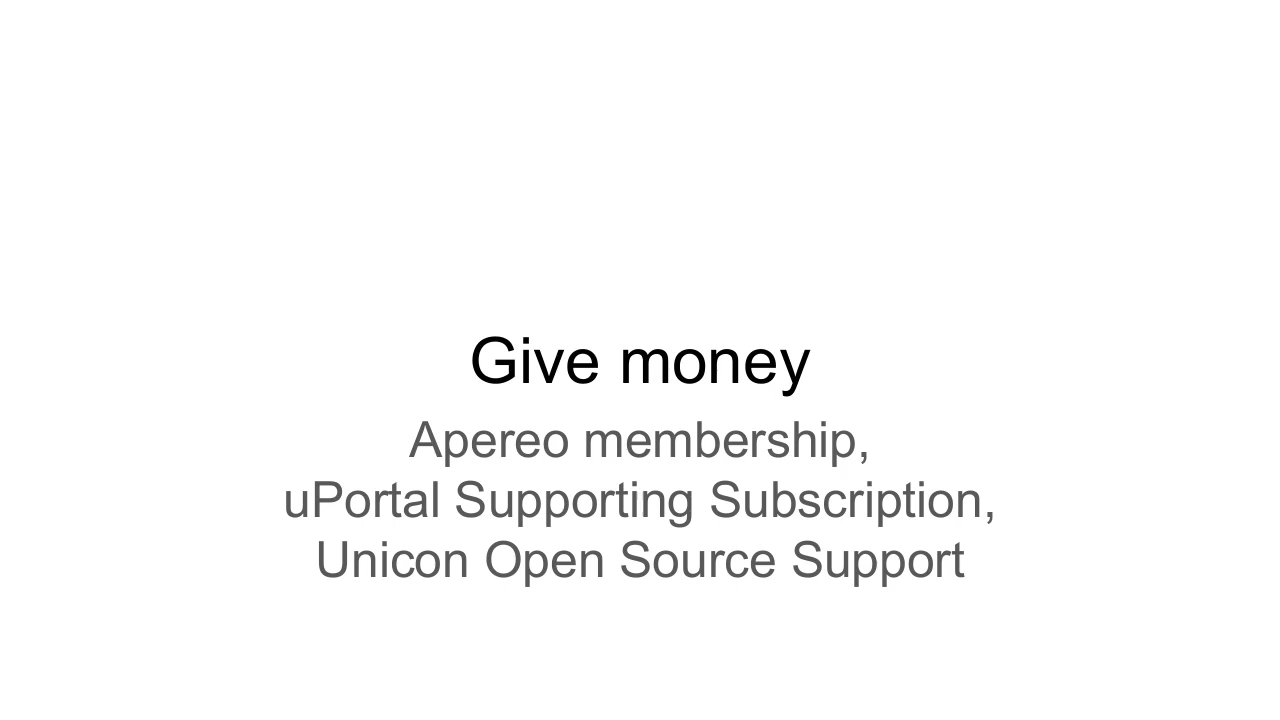 Give money
Apereo membership,
uPortal Supporting Subscription,
Unicon Open Source Support